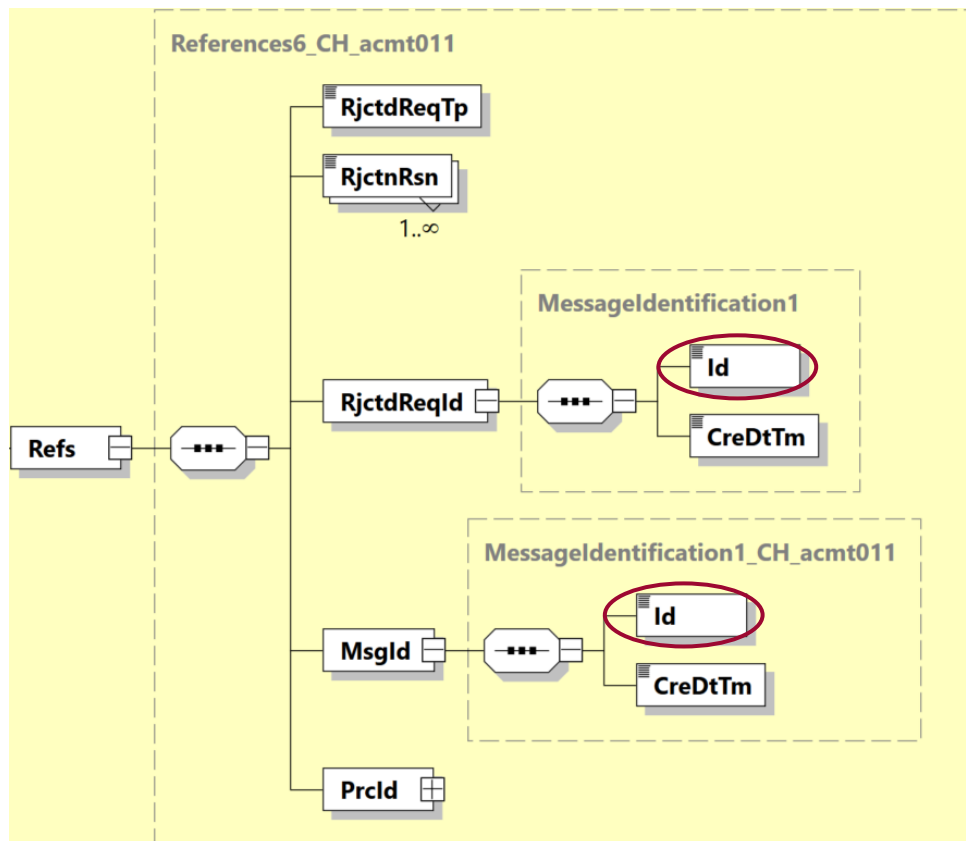 References6_CH_acmt011
RjctdReqTp
RjctnRsn
1..∞
MessageIdentification1
Id
RjctdReqId
CreDtTm
Refs
MessageIdentification1_CH_acmt011
Id
MsgId
CreDtTm
PrcId